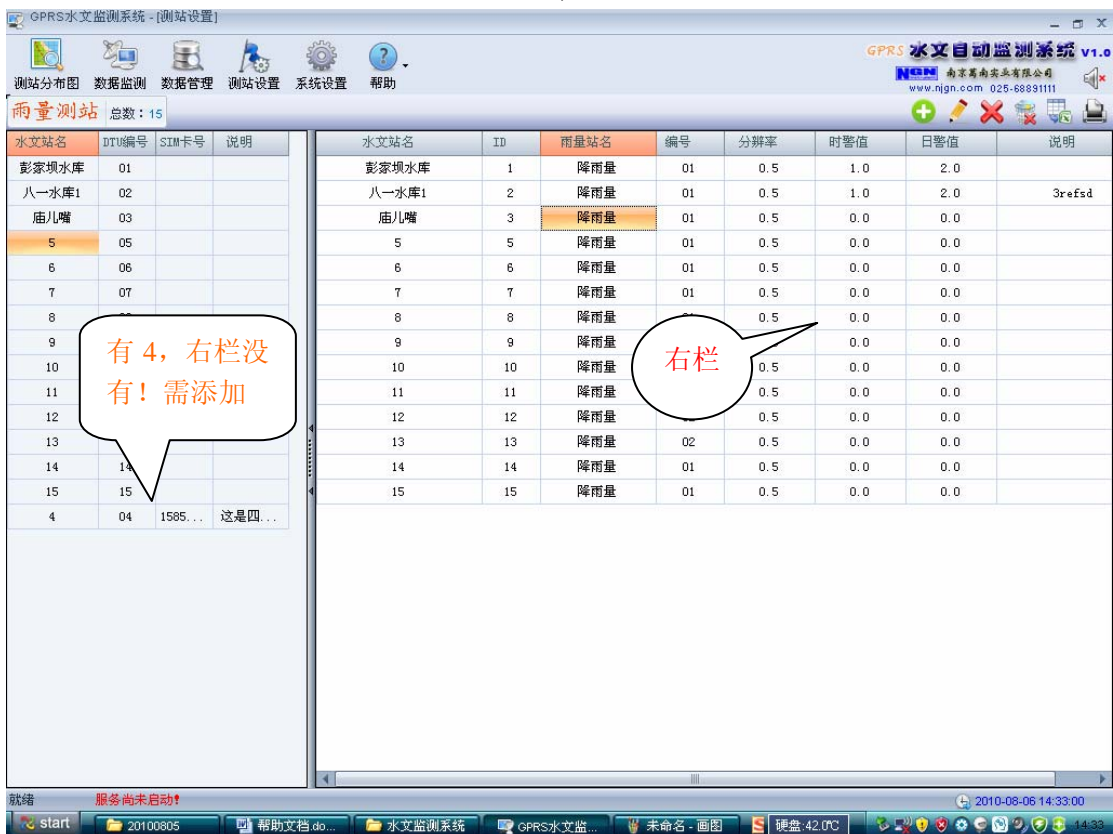 GPRS水文监测系统 - [测站设置]
测站分布图 数据监测 数据管理 测站设置 系统设置 帮助
GPRS 水文自动监测系统 V1.0
NGN 南京葛南实业有限公司
www.njgn.com 025-68891111
雨量测站 总数：15
水文站名 DTU编号 SIM卡号 说明 水文站名 ID 雨量站名 编号 分辨率 时警值 日警值 说明
彭家坝水库 01 彭家坝水库 1 降雨量 01 0.5 1.0 2.0
八一水库1 02 八一水库1 2 降雨量 01 0.5 1.0 2.0 3refsd
庙儿嘴 03 庙儿嘴 3 降雨量 01 0.5 0.0 0.0
5 05 5 5 降雨量 01 0.5 0.0 0.0
6 06 6 6 降雨量 01 0.5 0.0 0.0
7 07 7 7 降雨量 01 0.5 0.0 0.0
8 8 8 降雨量 0.5 0.0 0.0
9 9 9 降雨量 0.0 0.0
10 10 10 降雨量 0.5 0.0 0.0
11 11 11 降雨量 0.5 0.0 0.0
12 12 12 降雨量 0.5 0.0 0.0
13 13 13 降雨量 02 0.5 0.0 0.0
14 14 14 14 降雨量 01 0.5 0.0 0.0
15 15 15 15 降雨量 01 0.5 0.0 0.0
4 04 1585... 这是四...
有 4，右栏没
有！需添加
右栏
就绪 服务尚未启动！ 2010-08-06 14:33:00
start 20100805 帮助文档.do... 水文监测系统 GPRS水文监... 未命名 - 画图 硬盘:42.0℃ 14:33